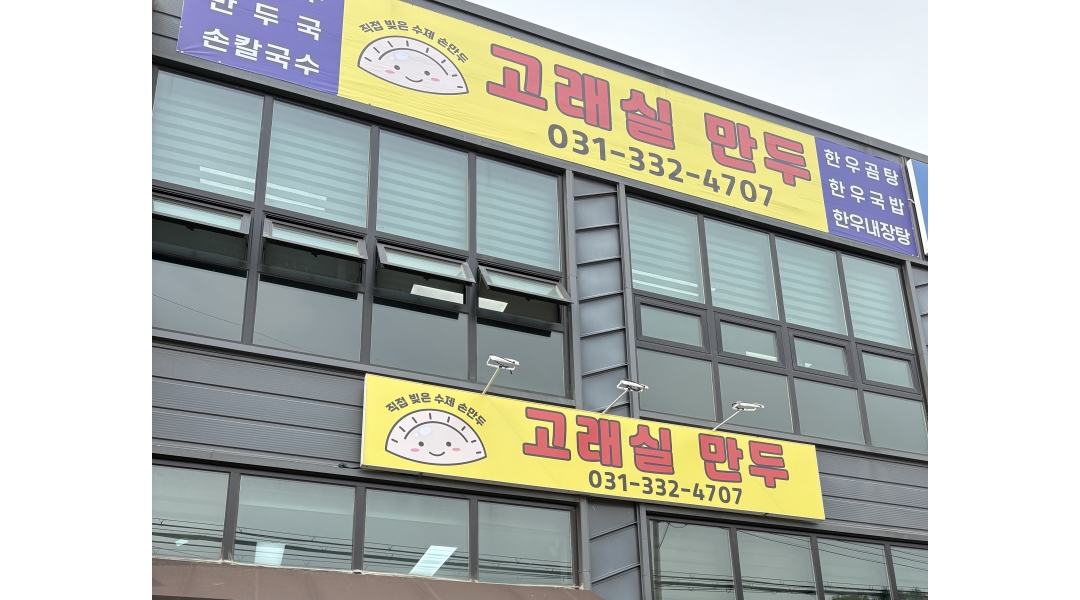 만두국
손칼국수
직접 빚은 수제 손만두
고래실 만두
031-332-4707
한우곰탕
한우국밥
한우내장탕
직접 빚은 수제 손만두
고래실 만두
031-332-4707